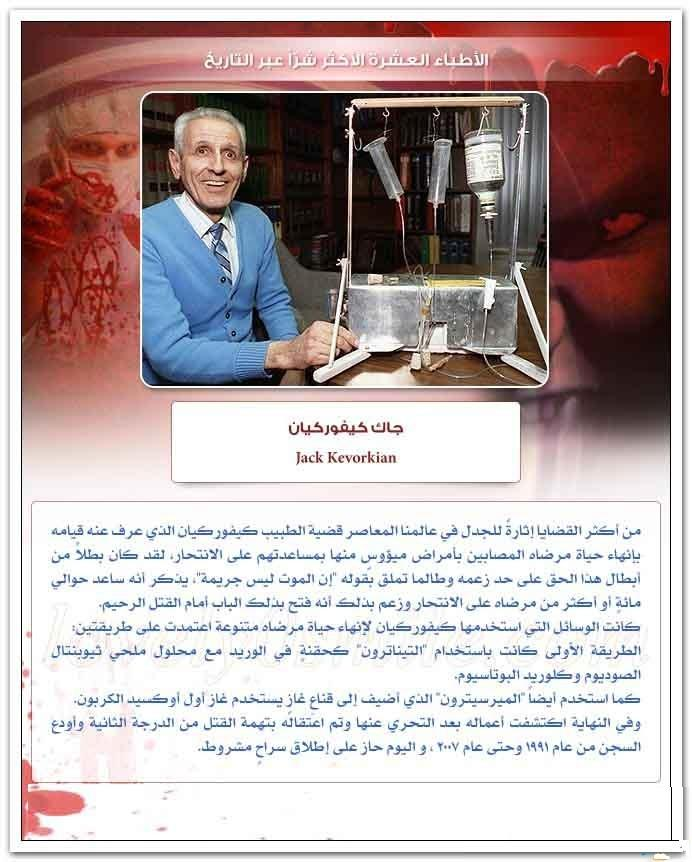 الأطباء العشرة الأكثر شرّاً عبر التاريخ
جاك كيفوركيان
Jack Kevorkian
من أكثر القضايا إثارةً للجدل في عالمنا المعاصر قضية الطبيب كيفوركيان الذي عرف عنه قيامه
بإنهاء حياة مرضاه المصابين بأمراض ميؤوسٍ منها بمساعدتهم على الانتحار، لقد كان بطلاً من
أبطال هذا الحق على حد زعمه وطالما تملق بقوله "إن الموت ليس جريمة"، يذكر أنه ساعد حوالي
مائةٍ أو أكثر من مرضاه على الانتحار وزعم بذلك أنه فتح بذلك الباب أمام القتل الرحيم.
كانت الوسائل التي استخدمها كيفوركيان لإنهاء حياة مرضاه متنوعة اعتمدت على طريقتين:
الطريقة الأولى كانت باستخدام "التيناترون" كحقنةٍ في الوريد مع محلول ملحي ثيوبنتال
الصوديوم وكلوريد البوتاسيوم.
كما استخدم أيضاً "الميرسيترون" الذي أضيف إلى قناع غازٍ يستخدم غاز أول أوكسيد الكربون.
وفي النهاية اكتشفت أعماله بعد التحري عنها وتم اعتقاله بتهمة القتل من الدرجة الثانية وأودع
السجن من عام ١٩٩١ وحتى عام ٢٠٠٧ ، و اليوم حاز على إطلاق سراحٍ مشروط.